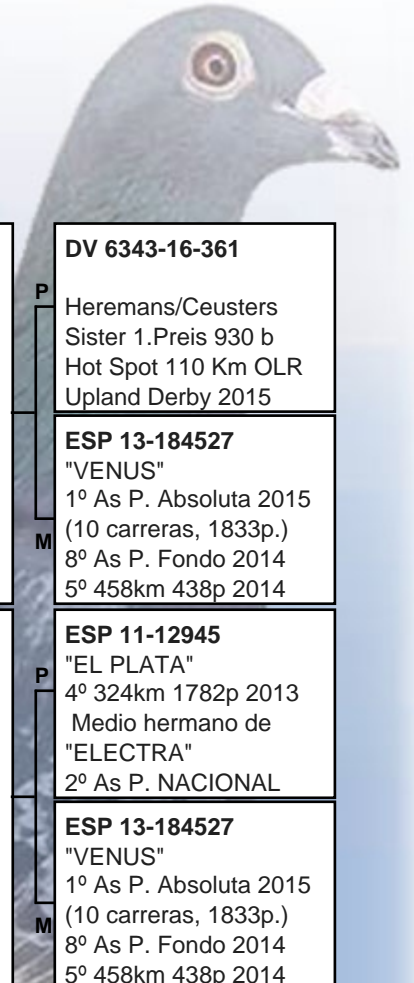 P
DV 6343-16-361
Heremans/Ceusters
Sister 1.Preis 930 b
Hot Spot 110 Km OLR
Upland Derby 2015
M
ESP 13-184527
"VENUS"
1º As P. Absoluta 2015
(10 carreras, 1833p.)
8º As P. Fondo 2014
5º 458km 438p 2014
P
ESP 11-12945
"EL PLATA"
4º 324km 1782p 2013
Medio hermano de
"ELECTRA"
2º As P. NACIONAL
M
ESP 13-184527
"VENUS"
1º As P. Absoluta 2015
(10 carreras, 1833p.)
8º As P. Fondo 2014
5º 458km 438p 2014